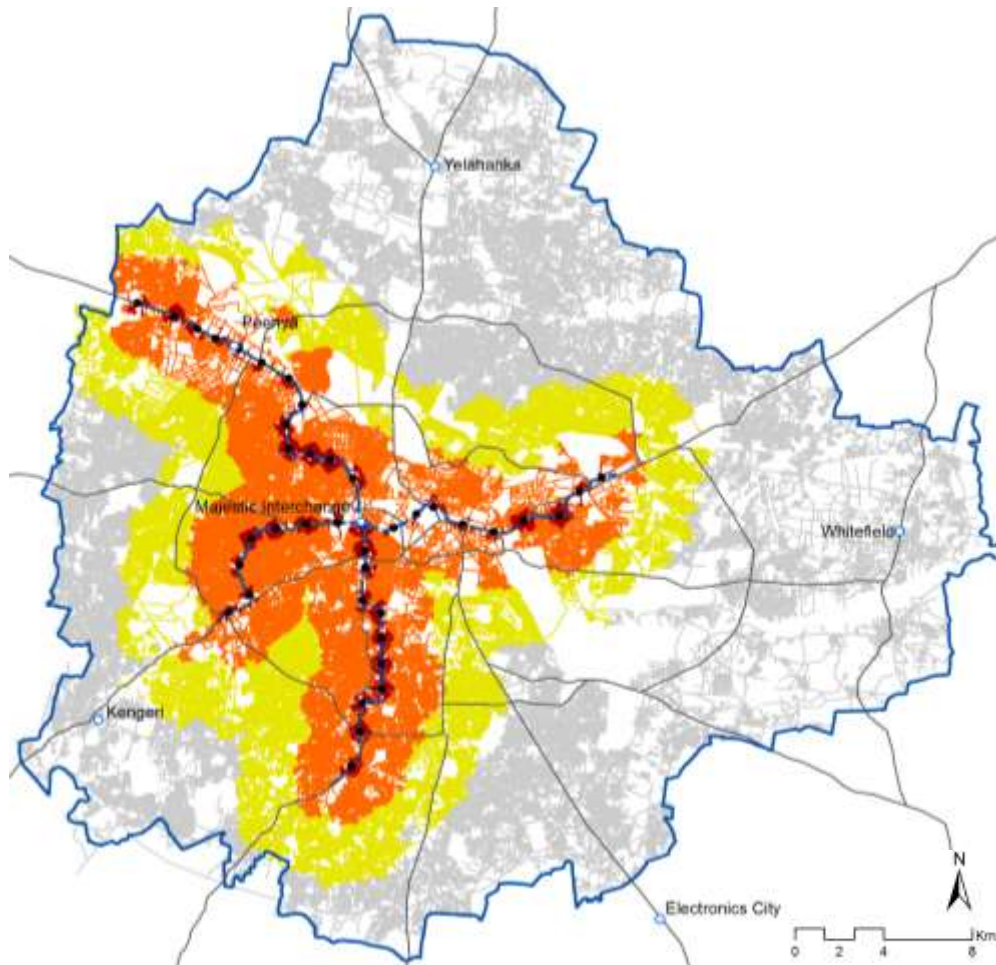 Yelahanka
Peenya
Majestic Interchange
Whitefield
Kengeri
Electronics City
N
Km
0 2 4 8